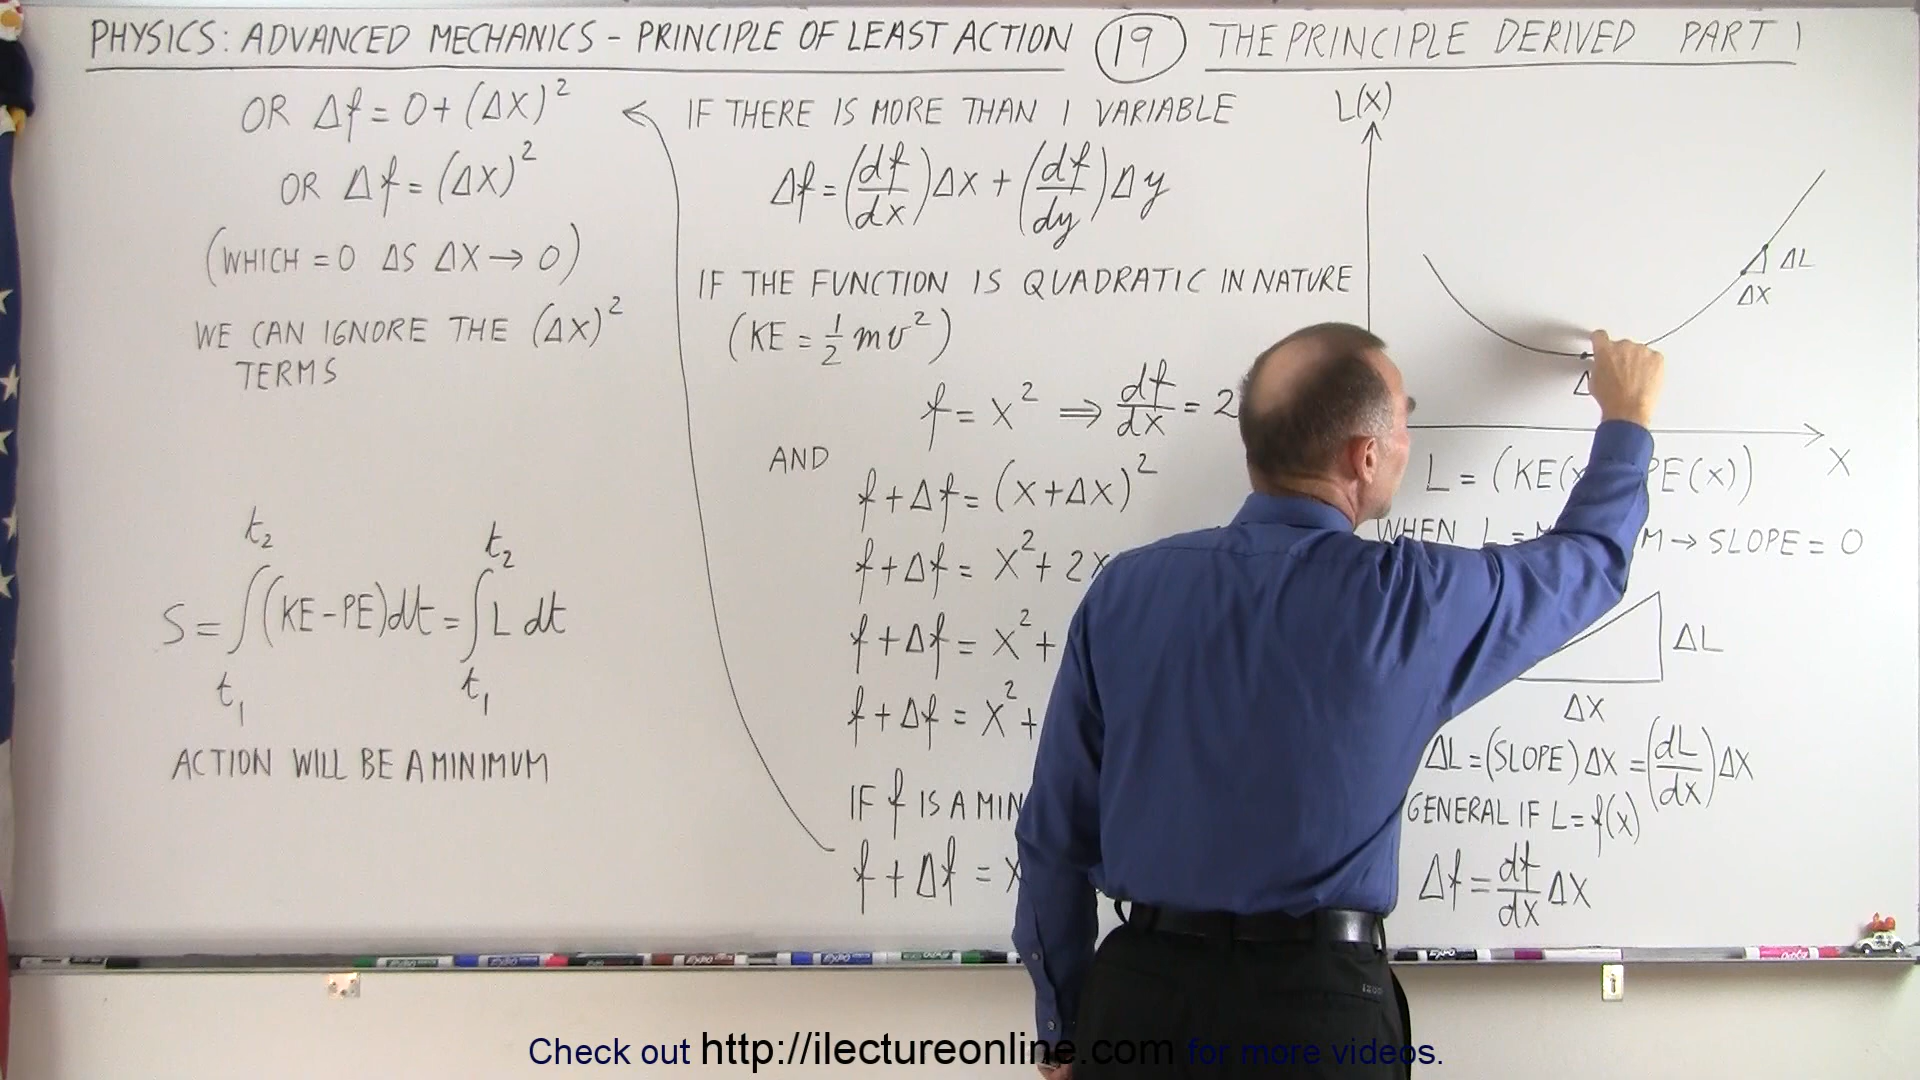 PHYSICS: ADVANCED MECHANICS - PRINCIPLE OF LEAST ACTION (19) THE PRINCIPLE DERIVED PART 1
OR Δf = 0 + (ΔX)²
OR Δf = (ΔX)²
(WHICH = 0 AS ΔX → 0)
WE CAN IGNORE THE (ΔX)²
TERMS
S = ∫_{t₁}^{t₂} (KE - PE)dt = ∫_{t₁}^{t₂} L dt
ACTION WILL BE A MINIMUM
IF THERE IS MORE THAN 1 VARIABLE
Δf = (df/dx)ΔX + (df/dy)Δy
IF THE FUNCTION IS QUADRATIC IN NATURE
(KE = ½ mv²)
f = X² ⇒ df/dx = 2
AND
f + Δf = (X + ΔX)²
f + Δf = X² + 2X
f + Δf = X² +
f + Δf = X² +
IF f IS A MIN
f + Δf = X
L(X)
ΔL
ΔX
Δ
X
L = (KE(X) PE(X))
WHEN L = M → SLOPE = 0
ΔL
ΔX
ΔL = (SLOPE)ΔX = (dL/dx)ΔX
GENERAL IF L = f(X)
Δf = df/dx ΔX
Check out http://ilectureonline.com for more videos.